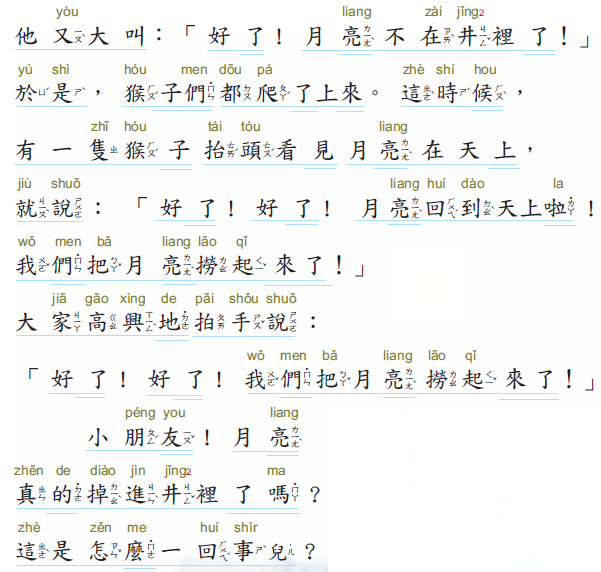 yòu liang zài jǐng2
他又大叫：「好了！月亮不在井裡了！」
yú shì hóu men dōu pá zhè shí hou
於是，猴子們都爬了上來。這時候，
zhī hóu tái tóu liang
有一隻猴子抬頭看見月亮在天上，
jiù shuō liang huí dào la
就說：「好了！好了！月亮回到天上啦！
wǒ men bǎ liang lāo qǐ
我們把月亮撈起來了！」
jiā gāo xìng de pāi shǒu shuō
大家高興地拍手說：
wǒ men bǎ liang lāo qǐ
「好了！好了！我們把月亮撈起來了！」
péng you liang
小朋友！月亮
zhēn de diào jìn jǐng2 ma
真的掉進井裡了嗎？
zhè zěn me huí shìr
這是怎麼一回事兒？